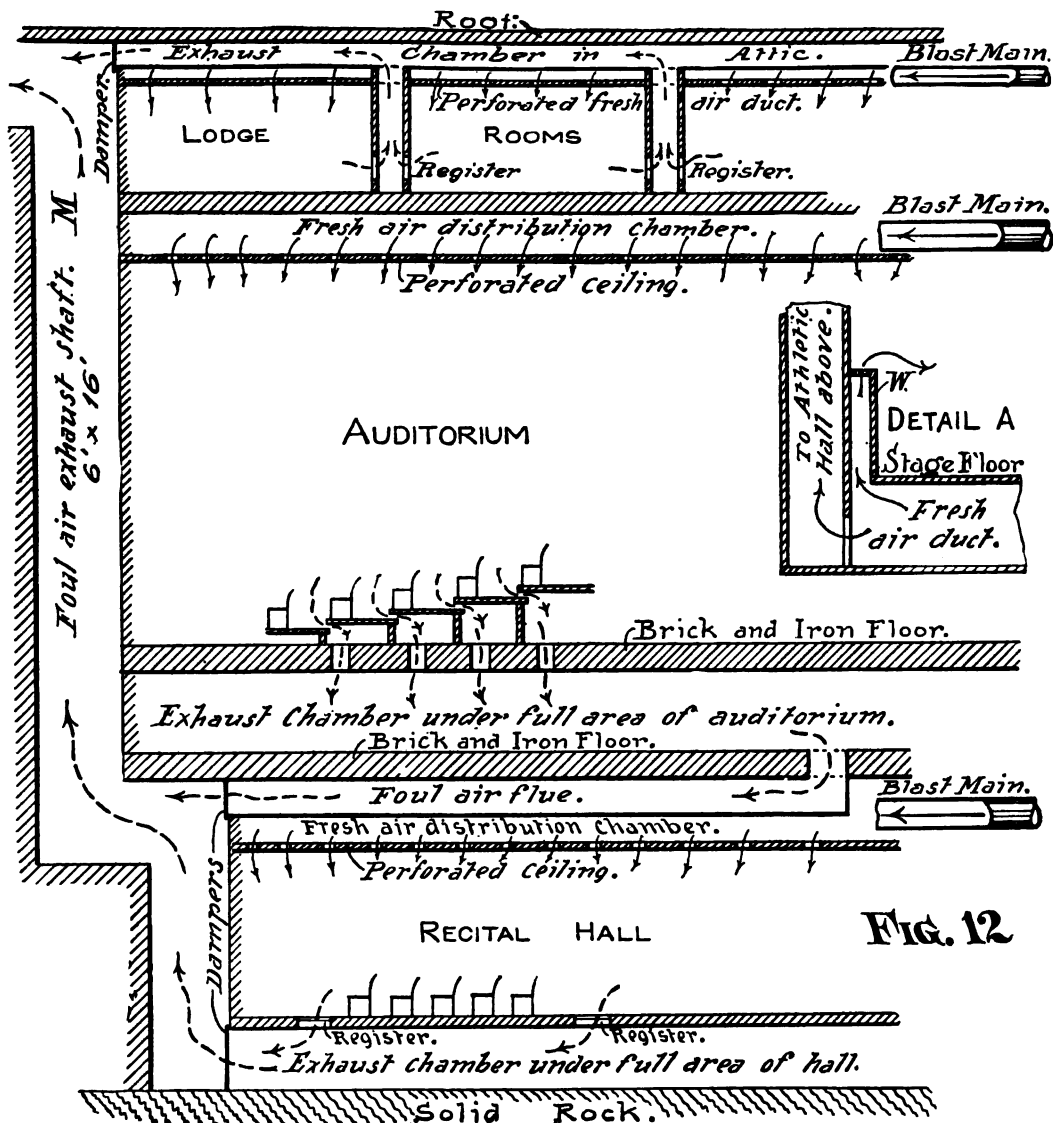 Roof.
Exhaust Chamber in Attic.
Blast Main.
Damper.
Perforated fresh air duct.
LODGE ROOMS
Register
Register.
Blast Main.
Fresh air distribution chamber.
Perforated ceiling.
Foul air exhaust shaft. M
6' x 16'
To Athletic
Hall above.
W.
DETAIL A
Stage Floor
Fresh
air duct.
AUDITORIUM
Brick and Iron Floor.
Exhaust Chamber under full area of auditorium.
Brick and Iron Floor.
Blast Main.
Foul air flue.
Fresh air distribution chamber.
Perforated ceiling.
Dampers
RECITAL HALL
FIG. 12
Register.
Register.
Exhaust chamber under full area of hall.
Solid Rock.